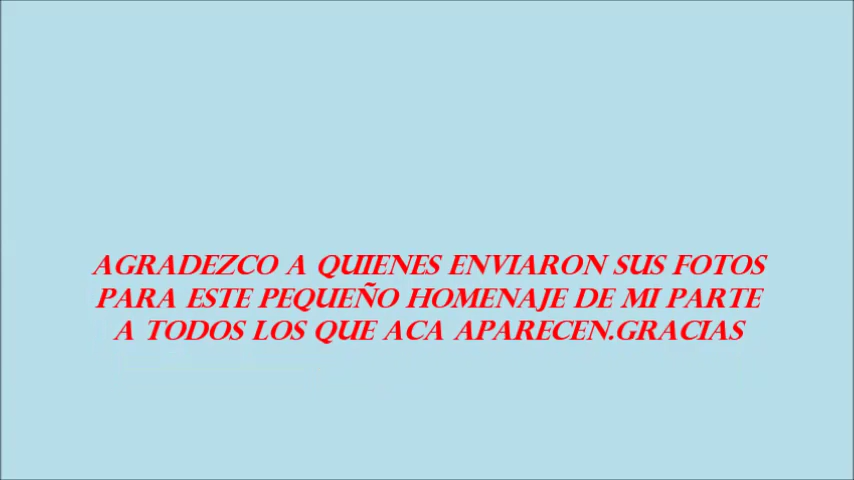 AGRADEZCO A QUIENES ENVIARON SUS FOTOS
PARA ESTE PEQUEÑO HOMENAJE DE MI PARTE
A TODOS LOS QUE ACA APARECEN.GRACIAS